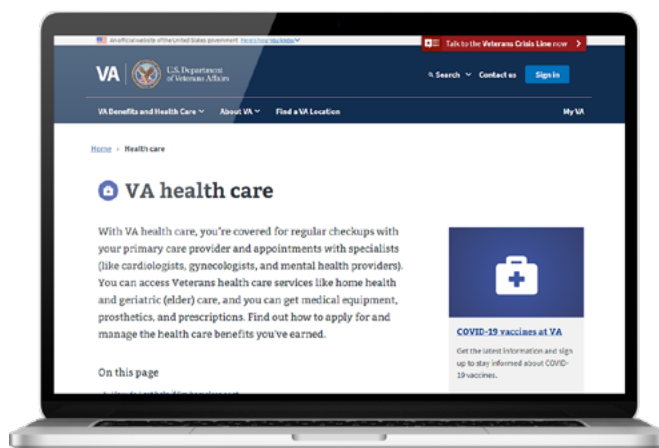 An official website of the United States government Here's how you know
Talk to the Veterans Crisis Line now
VA U.S. Department
of Veterans Affairs
Search Contact us Sign in
VA Benefits and Health Care About VA Find a VA Location My VA
Home › Health care
VA health care
With VA health care, you're covered for regular checkups with
your primary care provider and appointments with specialists
(like cardiologists, gynecologists, and mental health providers).
You can access Veterans health care services like home health
and geriatric (elder) care, and you can get medical equipment,
prosthetics, and prescriptions. Find out how to apply for and
manage the health care benefits you've earned.
On this page
COVID-19 vaccines at VA
Get the latest information and sign
up to stay informed about COVID-
19 vaccines.